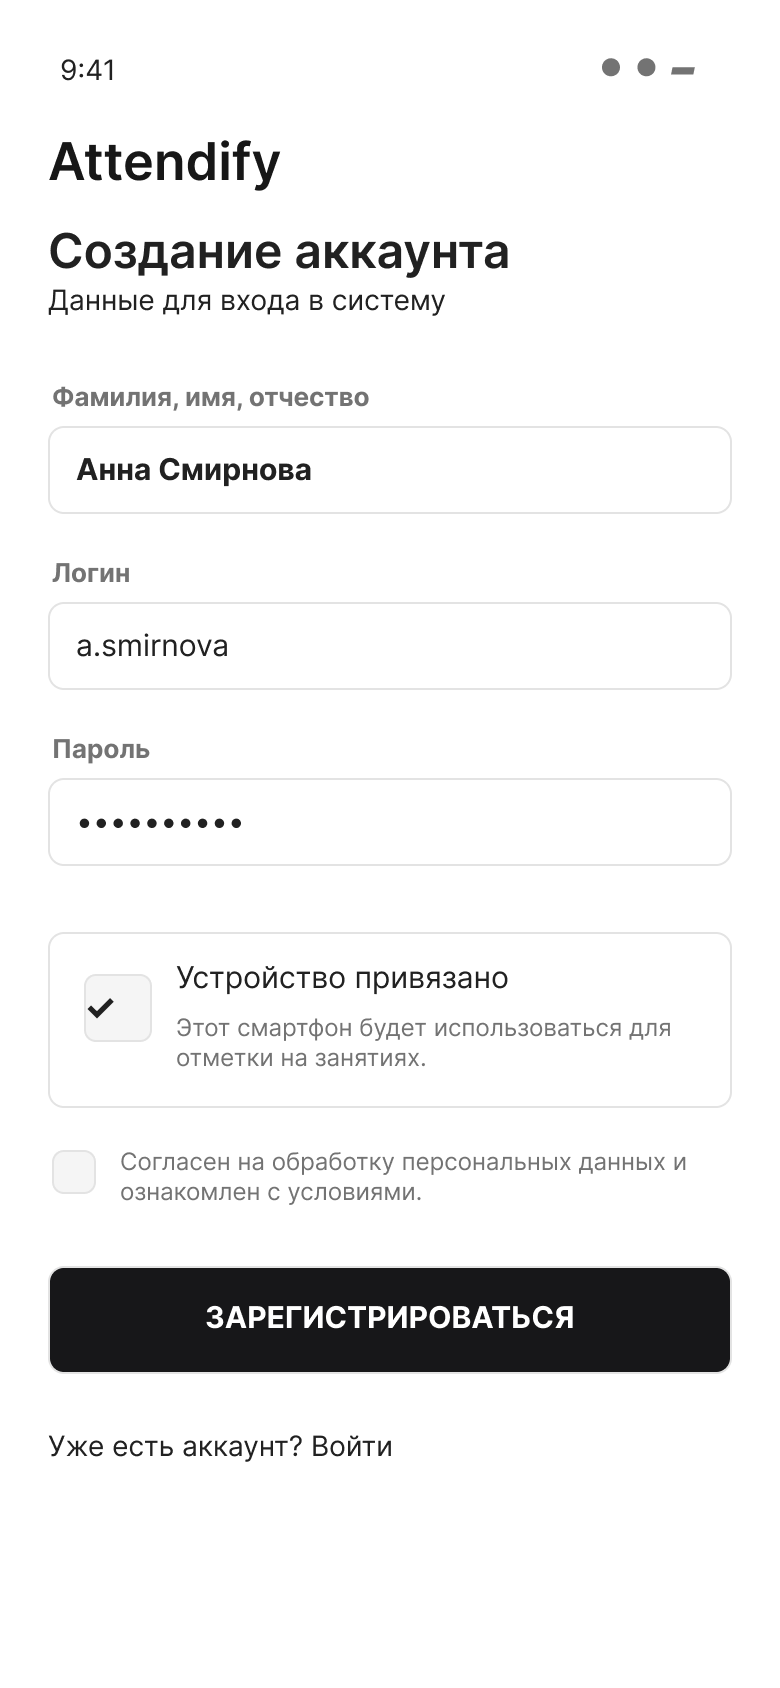 9:41
Attendify
Создание аккаунта
Данные для входа в систему
Фамилия, имя, отчество
Анна Смирнова
Логин
a.smirnova
Пароль
••••••••••
Устройство привязано
Этот смартфон будет использоваться для
отметки на занятиях.
Согласен на обработку персональных данных и
ознакомлен с условиями.
ЗАРЕГИСТРИРОВАТЬСЯ
Уже есть аккаунт? Войти